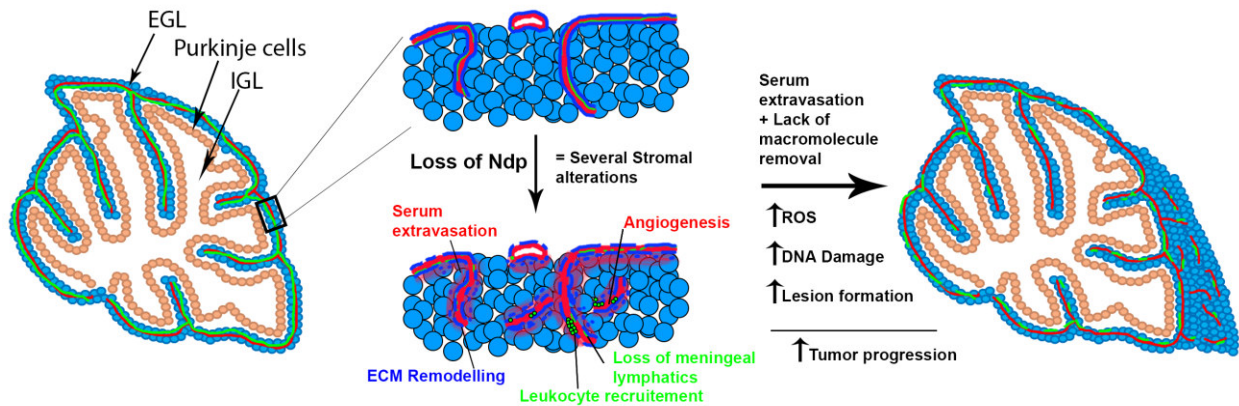 EGL
Purkinje cells
IGL
Loss of Ndp
= Several Stromal
alterations
Serum
extravasation
Angiogenesis
ECM Remodelling
Loss of meningeal
lymphatics
Leukocyte recruitment
Serum
extravasation
+ Lack of
macromolecule
removal
↑ROS
↑DNA Damage
↑Lesion formation
↑Tumor progression